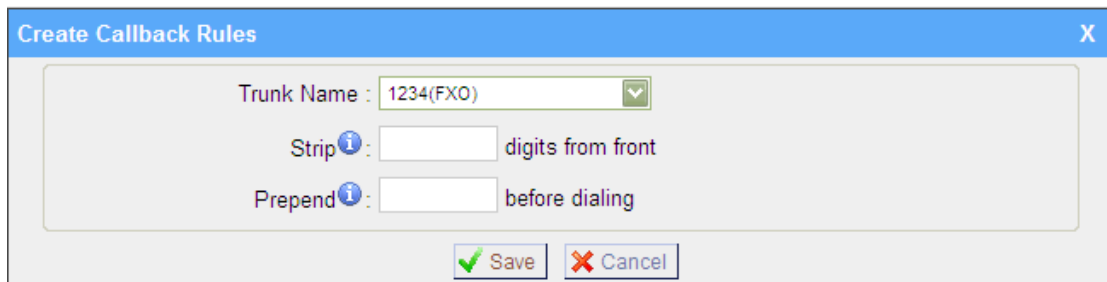 Create Callback Rules X
Trunk Name : 1234(FXO)
Strip i : digits from front
Prepend i : before dialing
Save Cancel